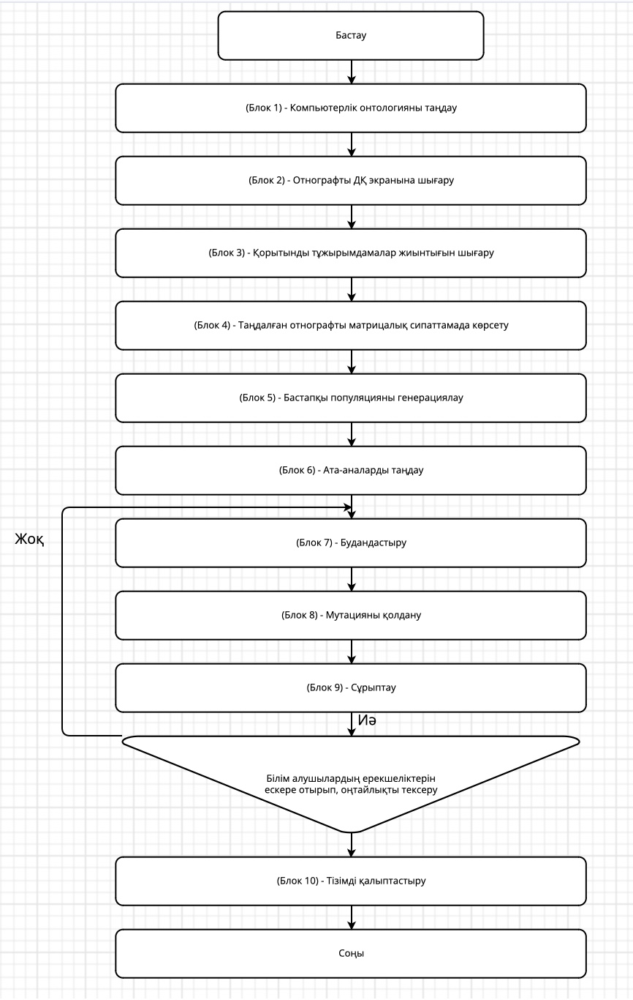 Бастау
(Блок 1) - Компьютерлік онтологияны таңдау
(Блок 2) - Отнографты ДҚ экранына шығару
(Блок 3) - Қорытынды тұжырымдамалар жиынтығын шығару
(Блок 4) - Таңдалған отнографты матрицалық сипаттамада көрсету
(Блок 5) - Бастапқы популяцияны генерациялау
(Блок 6) - Ата-аналарды таңдау
Жоқ
(Блок 7) - Будандастыру
(Блок 8) - Мутацияны қолдану
(Блок 9) - Сұрыптау
Иә
Білім алушылардың ерекшеліктерін
ескере отырып, оңтайлықты тексеру
(Блок 10) - Тізімді қалыптастыру
Соңы